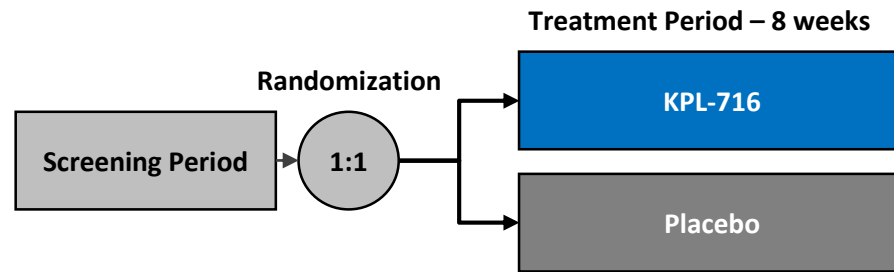 Treatment Period – 8 weeks
Randomization
KPL-716
Screening Period
1:1
Placebo